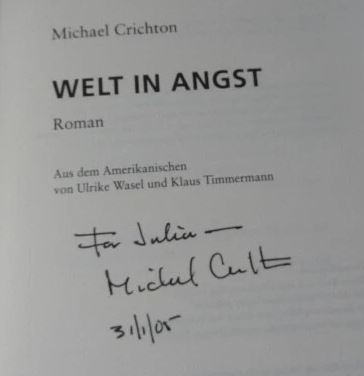 Michael Crichton
WELT IN ANGST
Roman
Aus dem Amerikanischen
von Ulrike Wasel und Klaus Timmermann
For Julia —
Michael Crichton
31/1/05